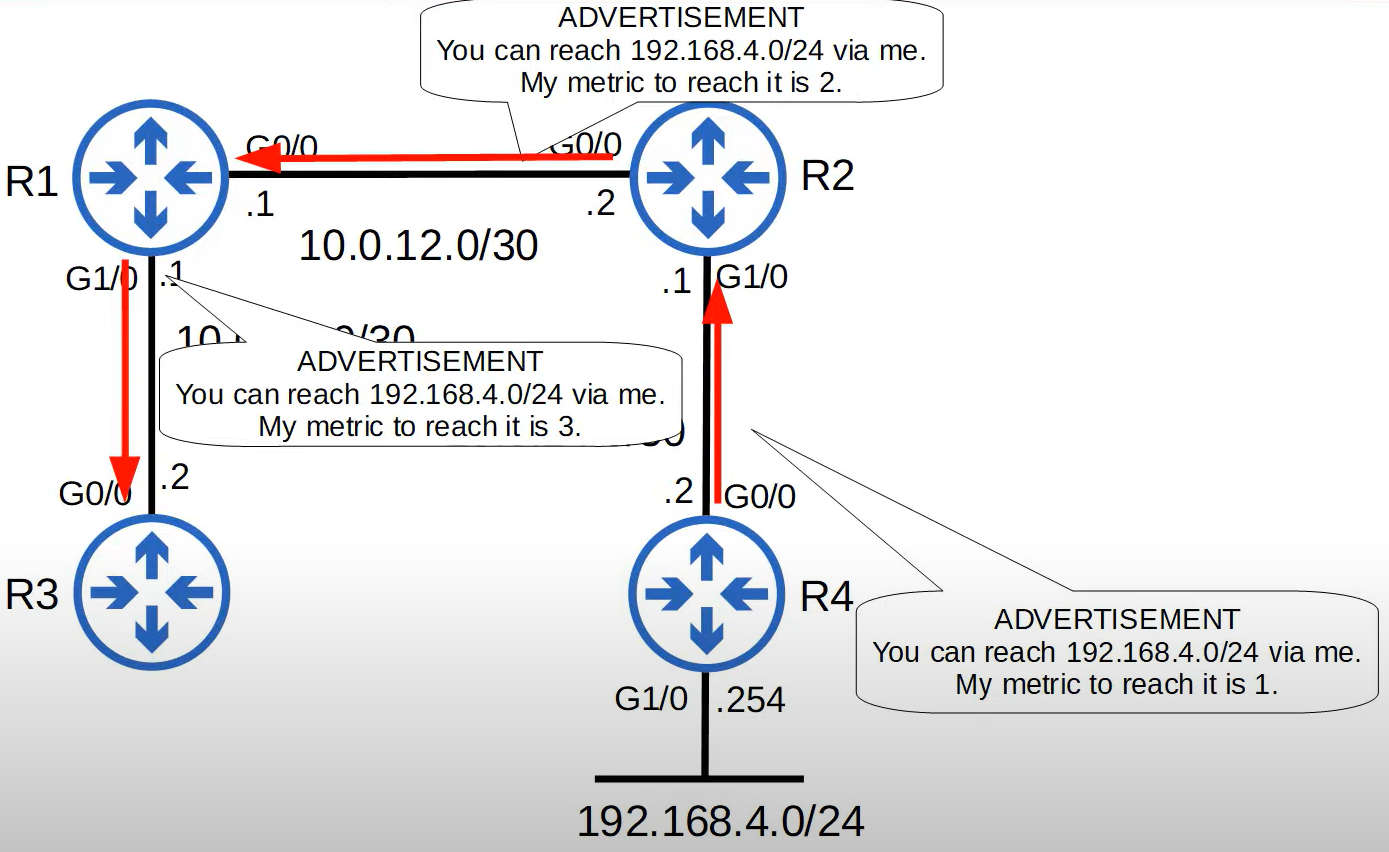 ADVERTISEMENT
You can reach 192.168.4.0/24 via me.
My metric to reach it is 2.
R1
G0/0
G0/0
R2
.1
.2
10.0.12.0/30
G1/0
.1
.1
G1/0
ADVERTISEMENT
You can reach 192.168.4.0/24 via me.
My metric to reach it is 3.
G0/0
.2
.2
G0/0
R3
R4
ADVERTISEMENT
You can reach 192.168.4.0/24 via me.
My metric to reach it is 1.
G1/0
.254
192.168.4.0/24